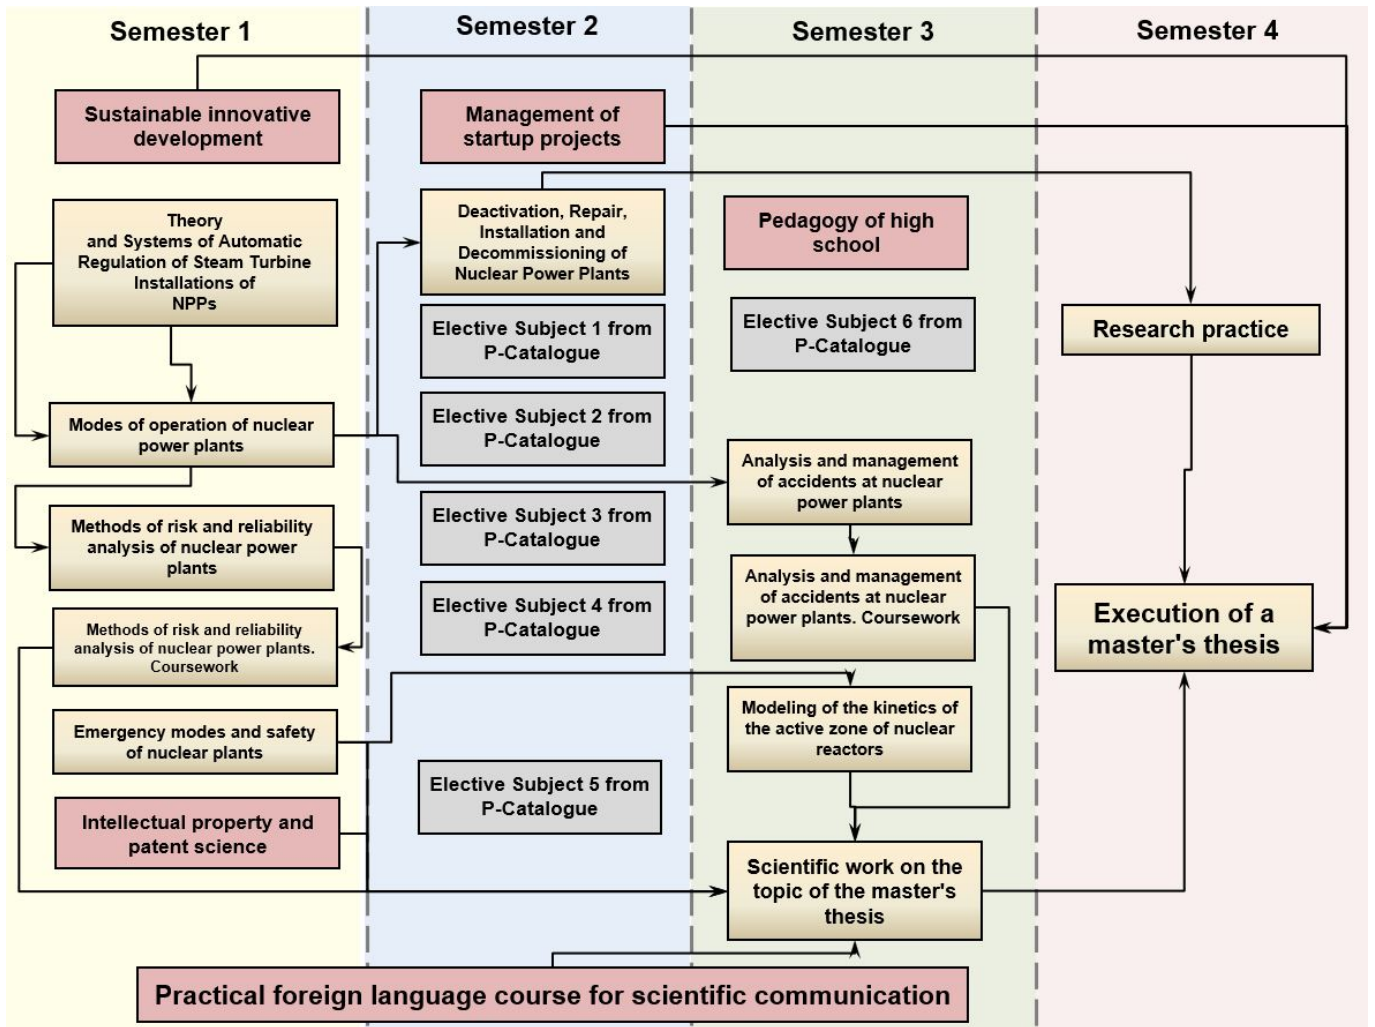 Semester 1
Semester 2
Semester 3
Semester 4
Sustainable innovative
development
Theory
and Systems of Automatic
Regulation of Steam Turbine
Installations of
NPPs
Modes of operation of nuclear
power plants
Methods of risk and reliability
analysis of nuclear power
plants
Methods of risk and reliability
analysis of nuclear power plants.
Coursework
Emergency modes and safety
of nuclear plants
Intellectual property and
patent science
Management of
startup projects
Deactivation, Repair,
Installation and
Decommissioning of
Nuclear Power Plants
Elective Subject 1 from
P-Catalogue
Elective Subject 2 from
P-Catalogue
Elective Subject 3 from
P-Catalogue
Elective Subject 4 from
P-Catalogue
Elective Subject 5 from
P-Catalogue
Pedagogy of high
school
Elective Subject 6 from
P-Catalogue
Analysis and management
of accidents at nuclear
power plants
Analysis and management
of accidents at nuclear
power plants. Coursework
Modeling of the kinetics of
the active zone of nuclear
reactors
Scientific work on the
topic of the master's
thesis
Research practice
Execution of a
master's thesis
Practical foreign language course for scientific communication